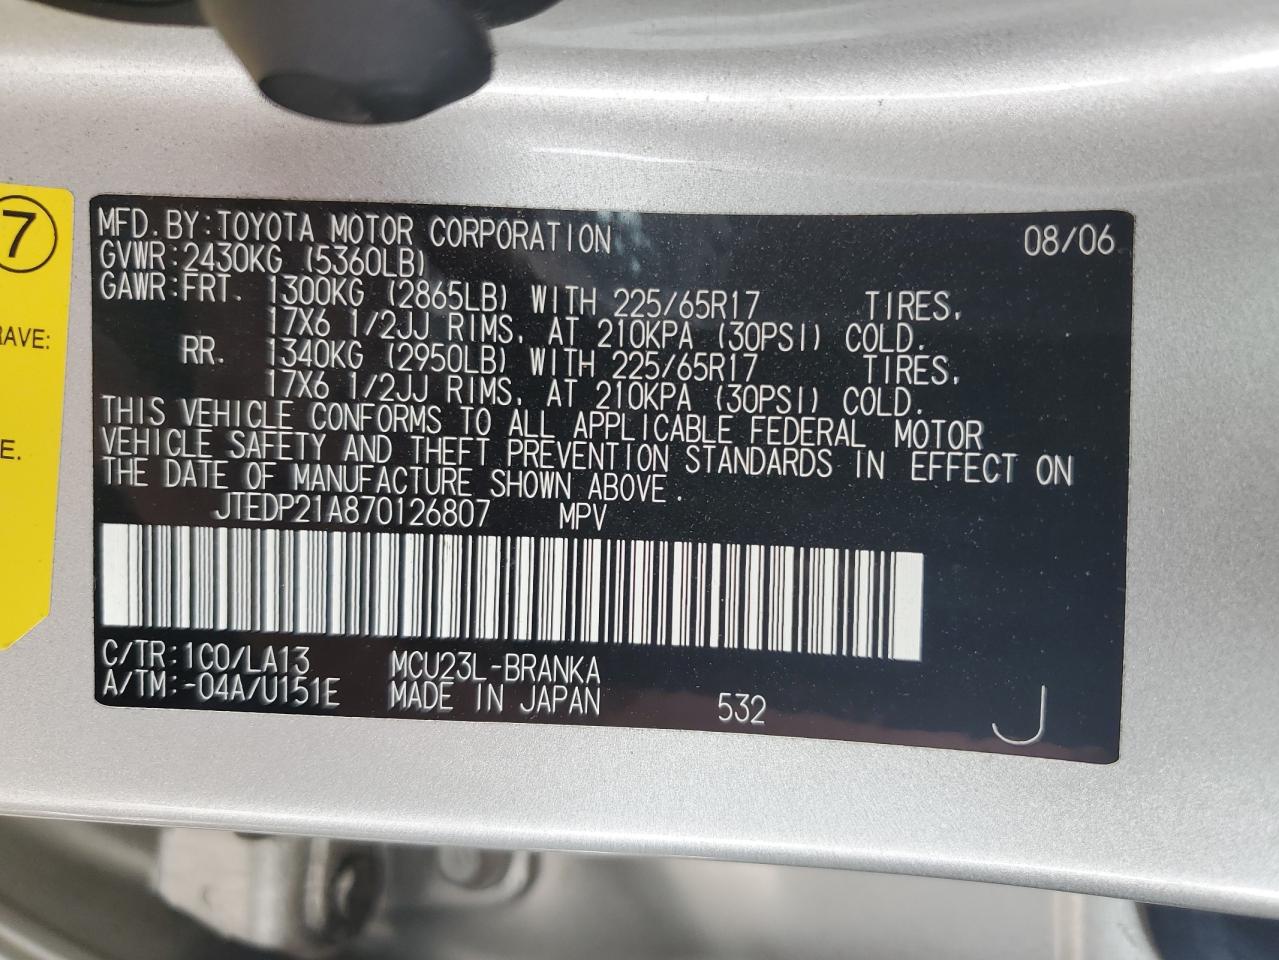 7
RAVE:
E.
MFD. BY: TOYOTA MOTOR CORPORATION 08/06
GVWR: 2430KG (5360LB)
GAWR: FRT. 1300KG (2865LB) WITH 225/65R17 TIRES,
17X6 1/2JJ RIMS, AT 210KPA (30PSI) COLD.
RR. 1340KG (2950LB) WITH 225/65R17 TIRES,
17X6 1/2JJ RIMS, AT 210KPA (30PSI) COLD.
THIS VEHICLE CONFORMS TO ALL APPLICABLE FEDERAL MOTOR
VEHICLE SAFETY AND THEFT PREVENTION STANDARDS IN EFFECT ON
THE DATE OF MANUFACTURE SHOWN ABOVE.
JTEDP21A870126807 MPV
C/TR: 1C0/LA13 MCU23L-BRANKA
A/TM: -04A/U151E MADE IN JAPAN 532 J